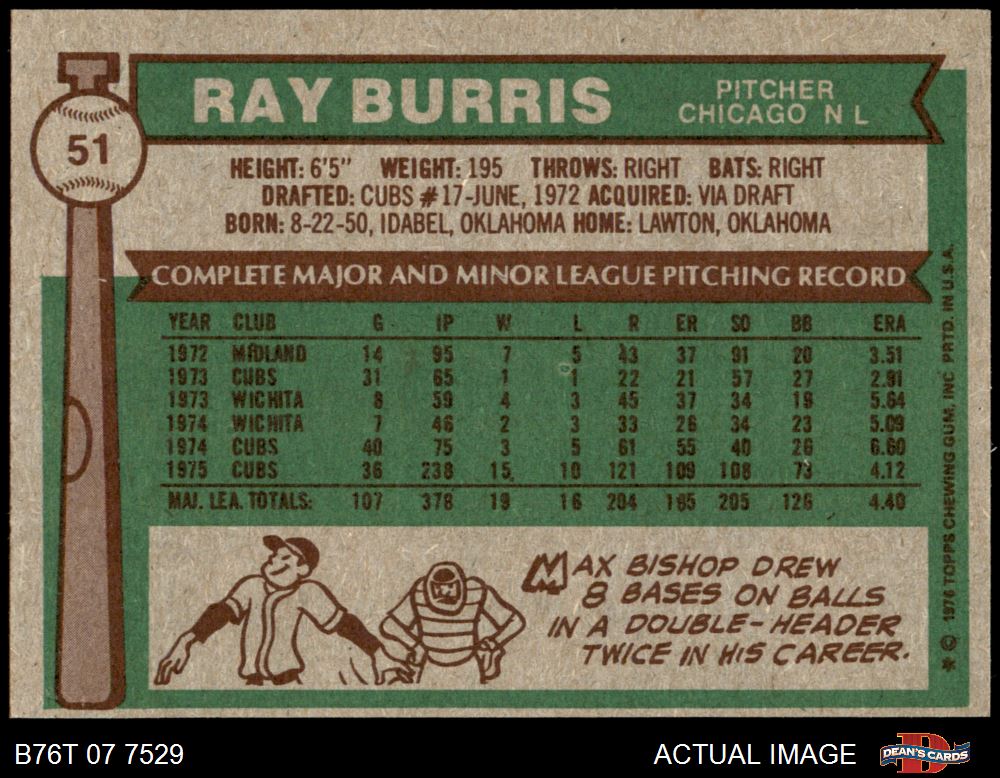 RAY BURRIS
PITCHER
CHICAGO N L
51
HEIGHT: 6'5" WEIGHT: 195 THROWS: RIGHT BATS: RIGHT
DRAFTED: CUBS #17-JUNE, 1972 ACQUIRED: VIA DRAFT
BORN: 8-22-50, IDABEL, OKLAHOMA HOME: LAWTON, OKLAHOMA
COMPLETE MAJOR AND MINOR LEAGUE PITCHING RECORD
YEAR CLUB G IP W L R ER SO BB ERA
1972 MIDLAND 14 95 7 5 43 37 91 20 3.51
1973 CUBS 31 65 1 1 22 21 57 27 2.91
1973 WICHITA 8 59 4 3 45 37 34 19 5.64
1974 WICHITA 7 46 2 3 33 26 34 23 5.09
1974 CUBS 40 75 3 5 61 55 40 26 6.60
1975 CUBS 36 238 15 10 121 109 108 73 4.12
MAJ. LEA. TOTALS: 107 378 19 16 204 185 205 126 4.40
MAX BISHOP DREW
8 BASES ON BALLS
IN A DOUBLE-HEADER
TWICE IN HIS CAREER.
* © 1976 TOPPS CHEWING GUM, INC PRTD. IN U.S.A.
B76T 07 7529
ACTUAL IMAGE
DEAN'S CARDS